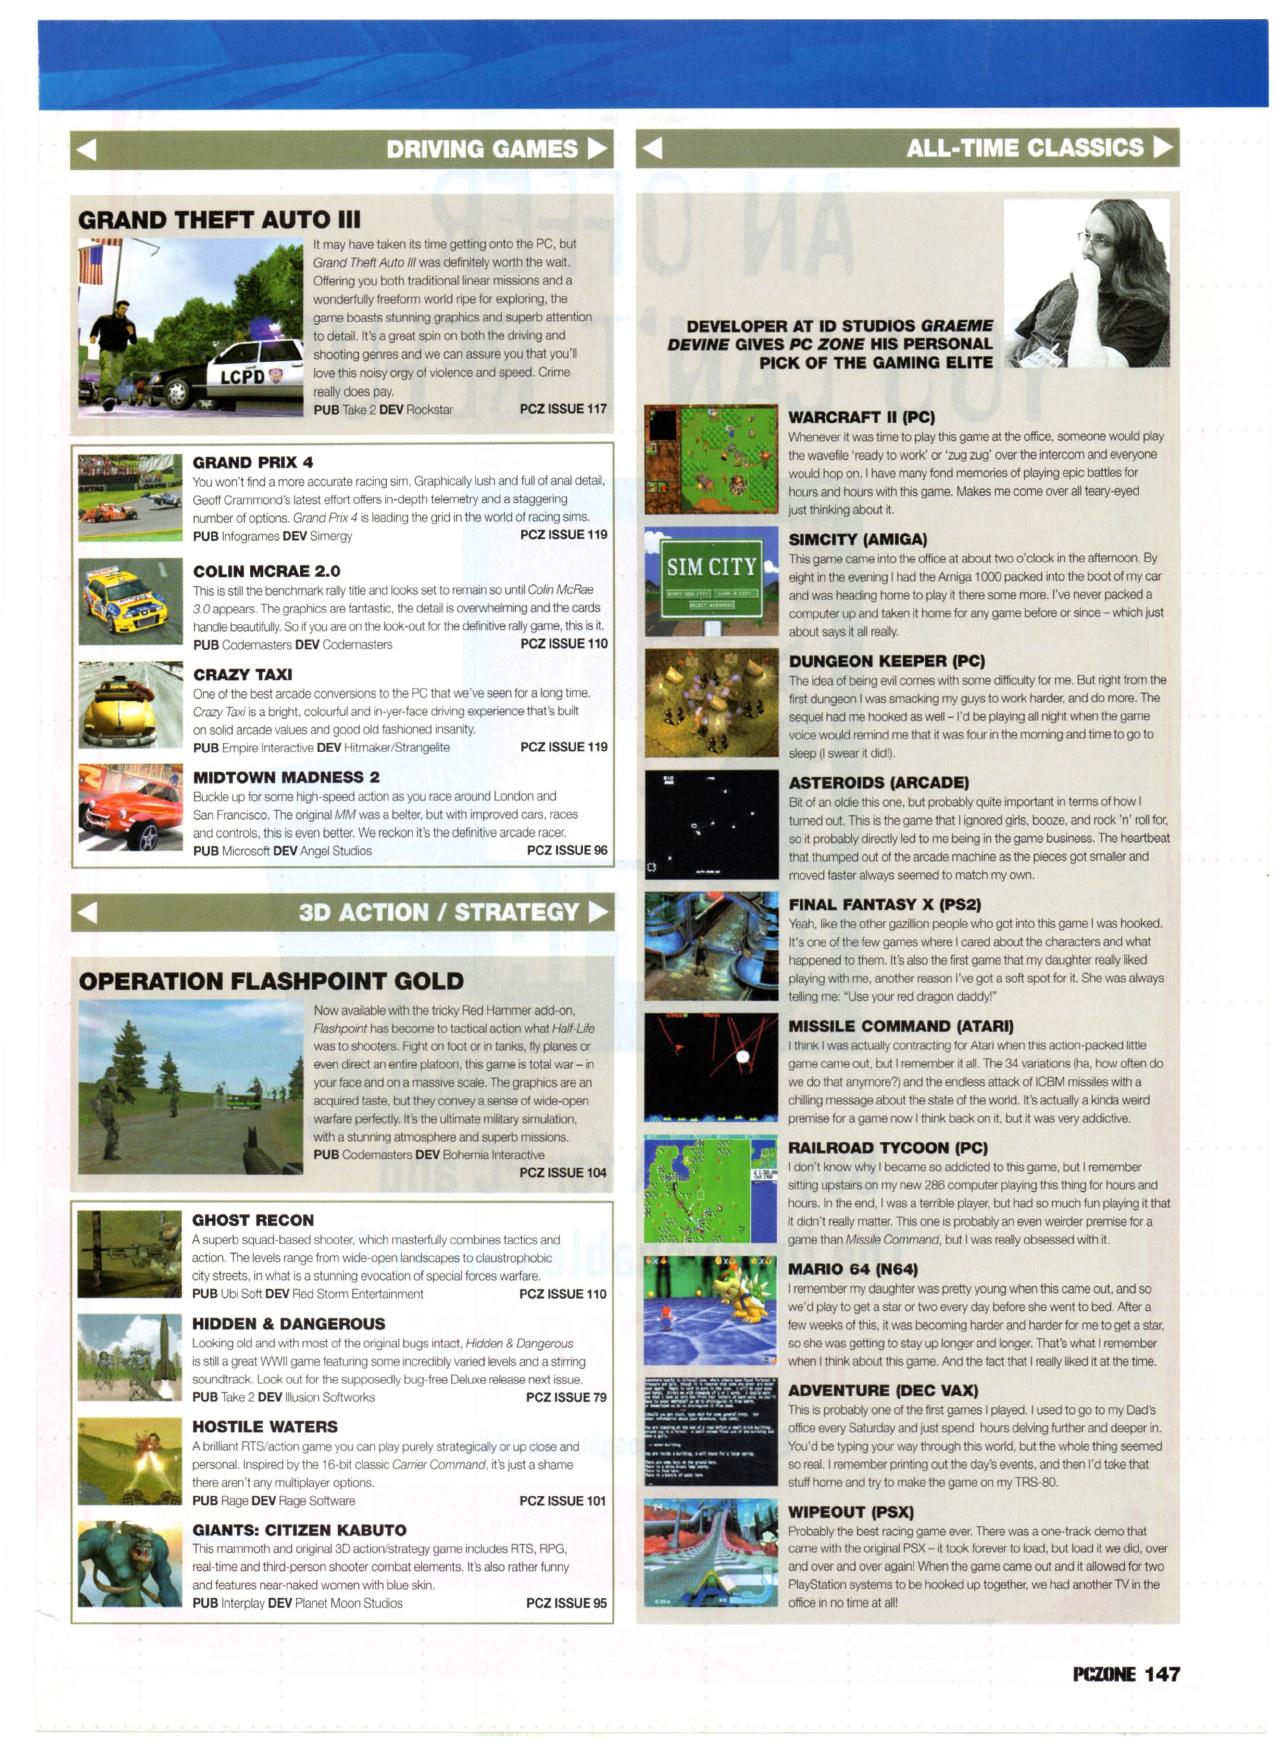 DRIVING GAMES
GRAND THEFT AUTO III
It may have taken its time getting onto the PC, but
Grand Theft Auto III was definitely worth the wait.
Offering you both traditional linear missions and a
wonderfully freeform world ripe for exploring, the
game boasts stunning graphics and superb attention
to detail. It's a great spin on both the driving and
shooting genres and we can assure you that you'll
love this noisy orgy of violence and speed. Crime
really does pay.
PUB Take 2 DEV Rockstar PCZ ISSUE 117
LCPD
GRAND PRIX 4
You won't find a more accurate racing sim. Graphically lush and full of anal detail,
Geoff Crammond's latest effort offers in-depth telemetry and a staggering
number of options. Grand Prix 4 is leading the grid in the world of racing sims.
PUB Infogrames DEV Simergy PCZ ISSUE 119
COLIN MCRAE 2.0
This is still the benchmark rally title and looks set to remain so until Colin McRae
3.0 appears. The graphics are fantastic, the detail is overwhelming and the cards
handle beautifully. So if you are on the look-out for the definitive rally game, this is it.
PUB Codemasters DEV Codemasters PCZ ISSUE 110
CRAZY TAXI
One of the best arcade conversions to the PC that we've seen for a long time.
Crazy Taxi is a bright, colourful and in-yer-face driving experience that's built
on solid arcade values and good old fashioned insanity.
PUB Empire Interactive DEV Hitmaker/Strangelite PCZ ISSUE 119
MIDTOWN MADNESS 2
Buckle up for some high-speed action as you race around London and
San Francisco. The original MM was a belter, but with improved cars, races
and controls, this is even better. We reckon it's the definitive arcade racer.
PUB Microsoft DEV Angel Studios PCZ ISSUE 96
3D ACTION / STRATEGY
OPERATION FLASHPOINT GOLD
Now available with the tricky Red Hammer add-on,
Flashpoint has become to tactical action what Half-Life
was to shooters. Fight on foot or in tanks, fly planes or
even direct an entire platoon, this game is total war – in
your face and on a massive scale. The graphics are an
acquired taste, but they convey a sense of wide-open
warfare perfectly. It's the ultimate military simulation,
with a stunning atmosphere and superb missions.
PUB Codemasters DEV Bohemia Interactive
PCZ ISSUE 104
GHOST RECON
A superb squad-based shooter, which masterfully combines tactics and
action. The levels range from wide-open landscapes to claustrophobic
city streets, in what is a stunning evocation of special forces warfare.
PUB Ubi Soft DEV Red Storm Entertainment PCZ ISSUE 110
HIDDEN & DANGEROUS
Looking old and with most of the original bugs intact, Hidden & Dangerous
is still a great WWII game featuring some incredibly varied levels and a stirring
soundtrack. Look out for the supposedly bug-free Deluxe release next issue.
PUB Take 2 DEV Illusion Softworks PCZ ISSUE 79
HOSTILE WATERS
A brilliant RTS/action game you can play purely strategically or up close and
personal. Inspired by the 16-bit classic Carrier Command, it's just a shame
there aren't any multiplayer options.
PUB Rage DEV Rage Software PCZ ISSUE 101
GIANTS: CITIZEN KABUTO
This mammoth and original 3D action/strategy game includes RTS, RPG,
real-time and third-person shooter combat elements. It's also rather funny
and features near-naked women with blue skin.
PUB Interplay DEV Planet Moon Studios PCZ ISSUE 95
ALL-TIME CLASSICS
DEVELOPER AT ID STUDIOS GRAEME
DEVINE GIVES PC ZONE HIS PERSONAL
PICK OF THE GAMING ELITE
WARCRAFT II (PC)
Whenever it was time to play this game at the office, someone would play
the wavefile 'ready to work' or 'zug zug' over the intercom and everyone
would hop on. I have many fond memories of playing epic battles for
hours and hours with this game. Makes me come over all teary-eyed
just thinking about it.
SIM CITY
SIMCITY (AMIGA)
This game came into the office at about two o'clock in the afternoon. By
eight in the evening I had the Amiga 1000 packed into the boot of my car
and was heading home to play it there some more. I've never packed a
computer up and taken it home for any game before or since – which just
about says it all really.
DUNGEON KEEPER (PC)
The idea of being evil comes with some difficulty for me. But right from the
first dungeon I was smacking my guys to work harder, and do more. The
sequel had me hooked as well – I'd be playing all night when the game
voice would remind me that it was four in the morning and time to go to
sleep (I swear it did!).
ASTEROIDS (ARCADE)
Bit of an oldie this one, but probably quite important in terms of how I
turned out. This is the game that I ignored girls, booze, and rock 'n' roll for,
so it probably directly led to me being in the game business. The heartbeat
that thumped out of the arcade machine as the pieces got smaller and
moved faster always seemed to match my own.
FINAL FANTASY X (PS2)
Yeah, like the other gazillion people who got into this game I was hooked.
It's one of the few games where I cared about the characters and what
happened to them. It's also the first game that my daughter really liked
playing with me, another reason I've got a soft spot for it. She was always
telling me: "Use your red dragon daddy!"
MISSILE COMMAND (ATARI)
I think I was actually contracting for Atari when this action-packed little
game came out, but I remember it all. The 34 variations (ha, how often do
we do that anymore?) and the endless attack of ICBM missiles with a
chilling message about the state of the world. It's actually a kinda weird
premise for a game now I think back on it, but it was very addictive.
RAILROAD TYCOON (PC)
I don't know why I became so addicted to this game, but I remember
sitting upstairs on my new 286 computer playing this thing for hours and
hours. In the end, I was a terrible player, but had so much fun playing it that
it didn't really matter. This one is probably an even weirder premise for a
game than Missile Command, but I was really obsessed with it.
MARIO 64 (N64)
I remember my daughter was pretty young when this came out, and so
we'd play to get a star or two every day before she went to bed. After a
few weeks of this, it was becoming harder and harder for me to get a star,
so she was getting to stay up longer and longer. That's what I remember
when I think about this game. And the fact that I really liked it at the time.
ADVENTURE (DEC VAX)
This is probably one of the first games I played. I used to go to my Dad's
office every Saturday and just spend hours delving further and deeper in.
You'd be typing your way through this world, but the whole thing seemed
so real. I remember printing out the day's events, and then I'd take that
stuff home and try to make the game on my TRS-80.
WIPEOUT (PSX)
Probably the best racing game ever. There was a one-track demo that
came with the original PSX – it took forever to load, but load it we did, over
and over and over again! When the game came out and it allowed for two
PlayStation systems to be hooked up together, we had another TV in the
office in no time at all!
PCZONE 147